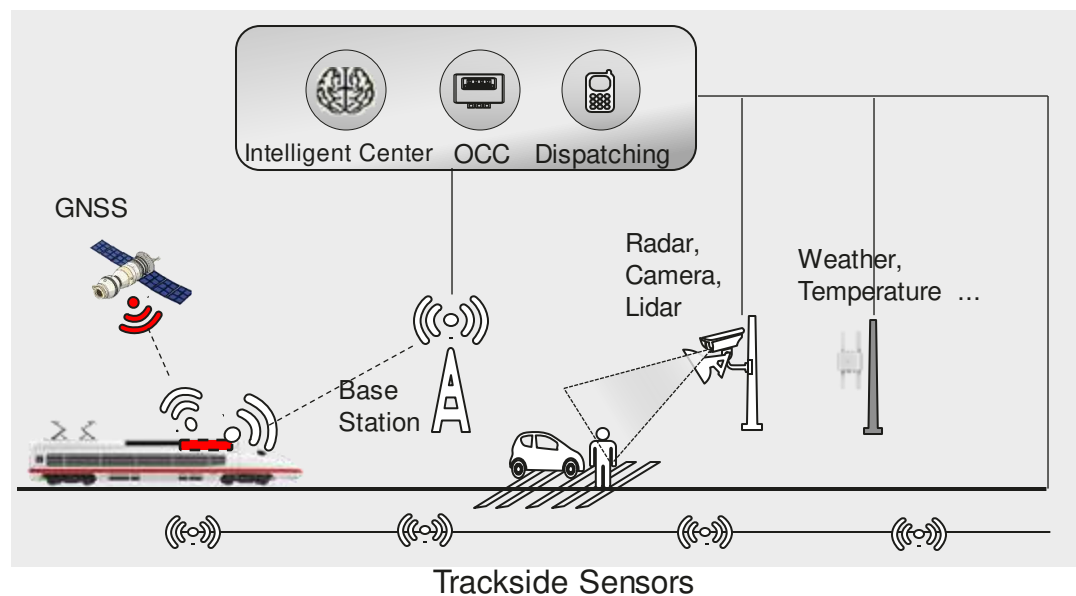 Intelligent Center OCC Dispatching
GNSS
Radar,
Camera,
Lidar
Weather,
Temperature ...
Base
Station
Trackside Sensors